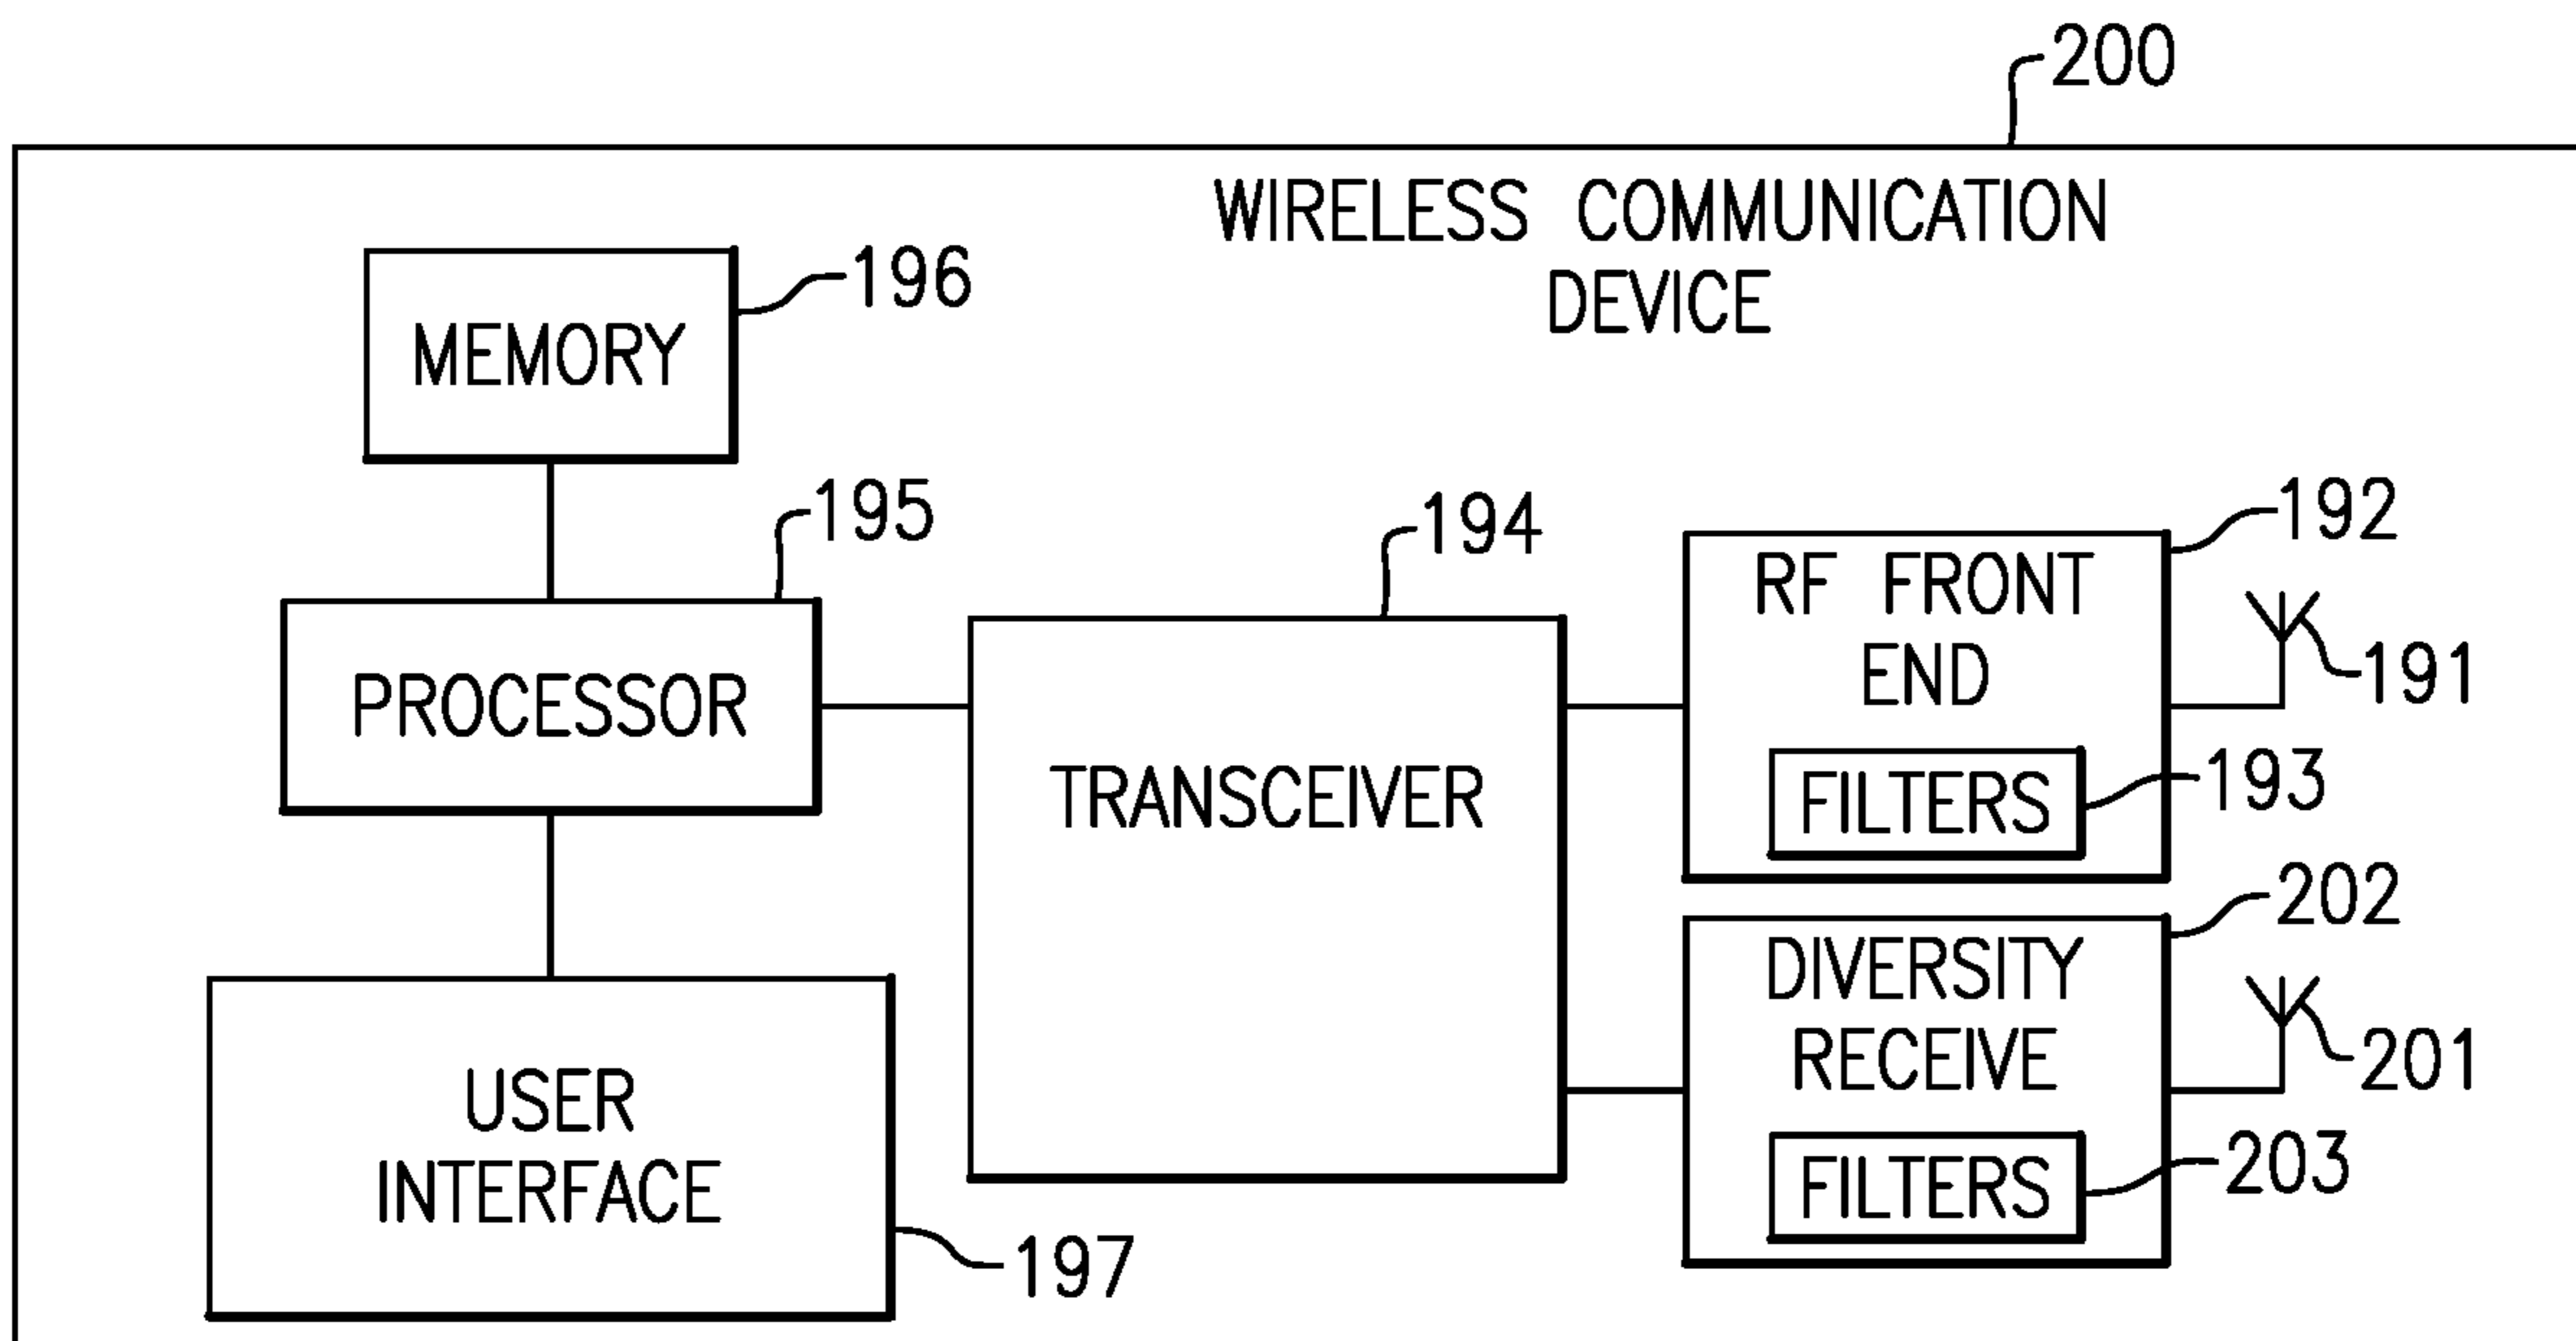 200
WIRELESS COMMUNICATION
DEVICE
196
MEMORY
195
PROCESSOR
194
TRANSCEIVER
192
RF FRONT
END
191
FILTERS
193
202
DIVERSITY
RECEIVE
201
FILTERS
203
USER
INTERFACE
197